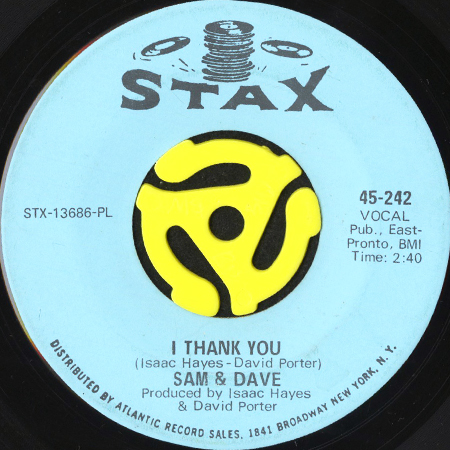 STAX
STX-13686-PL
45-242
VOCAL
Pub., East-
Pronto, BMI
Time: 2:40
I THANK YOU
(Isaac Hayes-David Porter)
SAM & DAVE
Produced by Isaac Hayes
& David Porter
DISTRIBUTED BY ATLANTIC RECORD SALES, 1841 BROADWAY NEW YORK, N.Y.